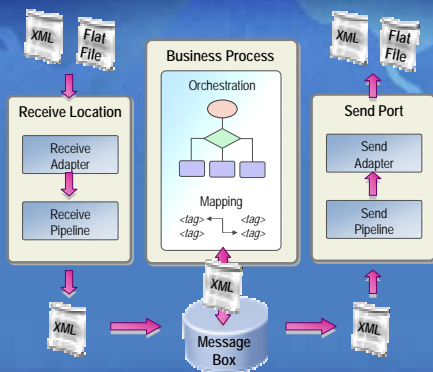 XML
Flat
File
Receive Location
Receive
Adapter
Receive
Pipeline
XML
Business Process
Orchestration
Mapping
<tag> <tag>
<tag> <tag>
XML
Message
Box
XML
Flat
File
Send Port
Send
Adapter
Send
Pipeline
XML